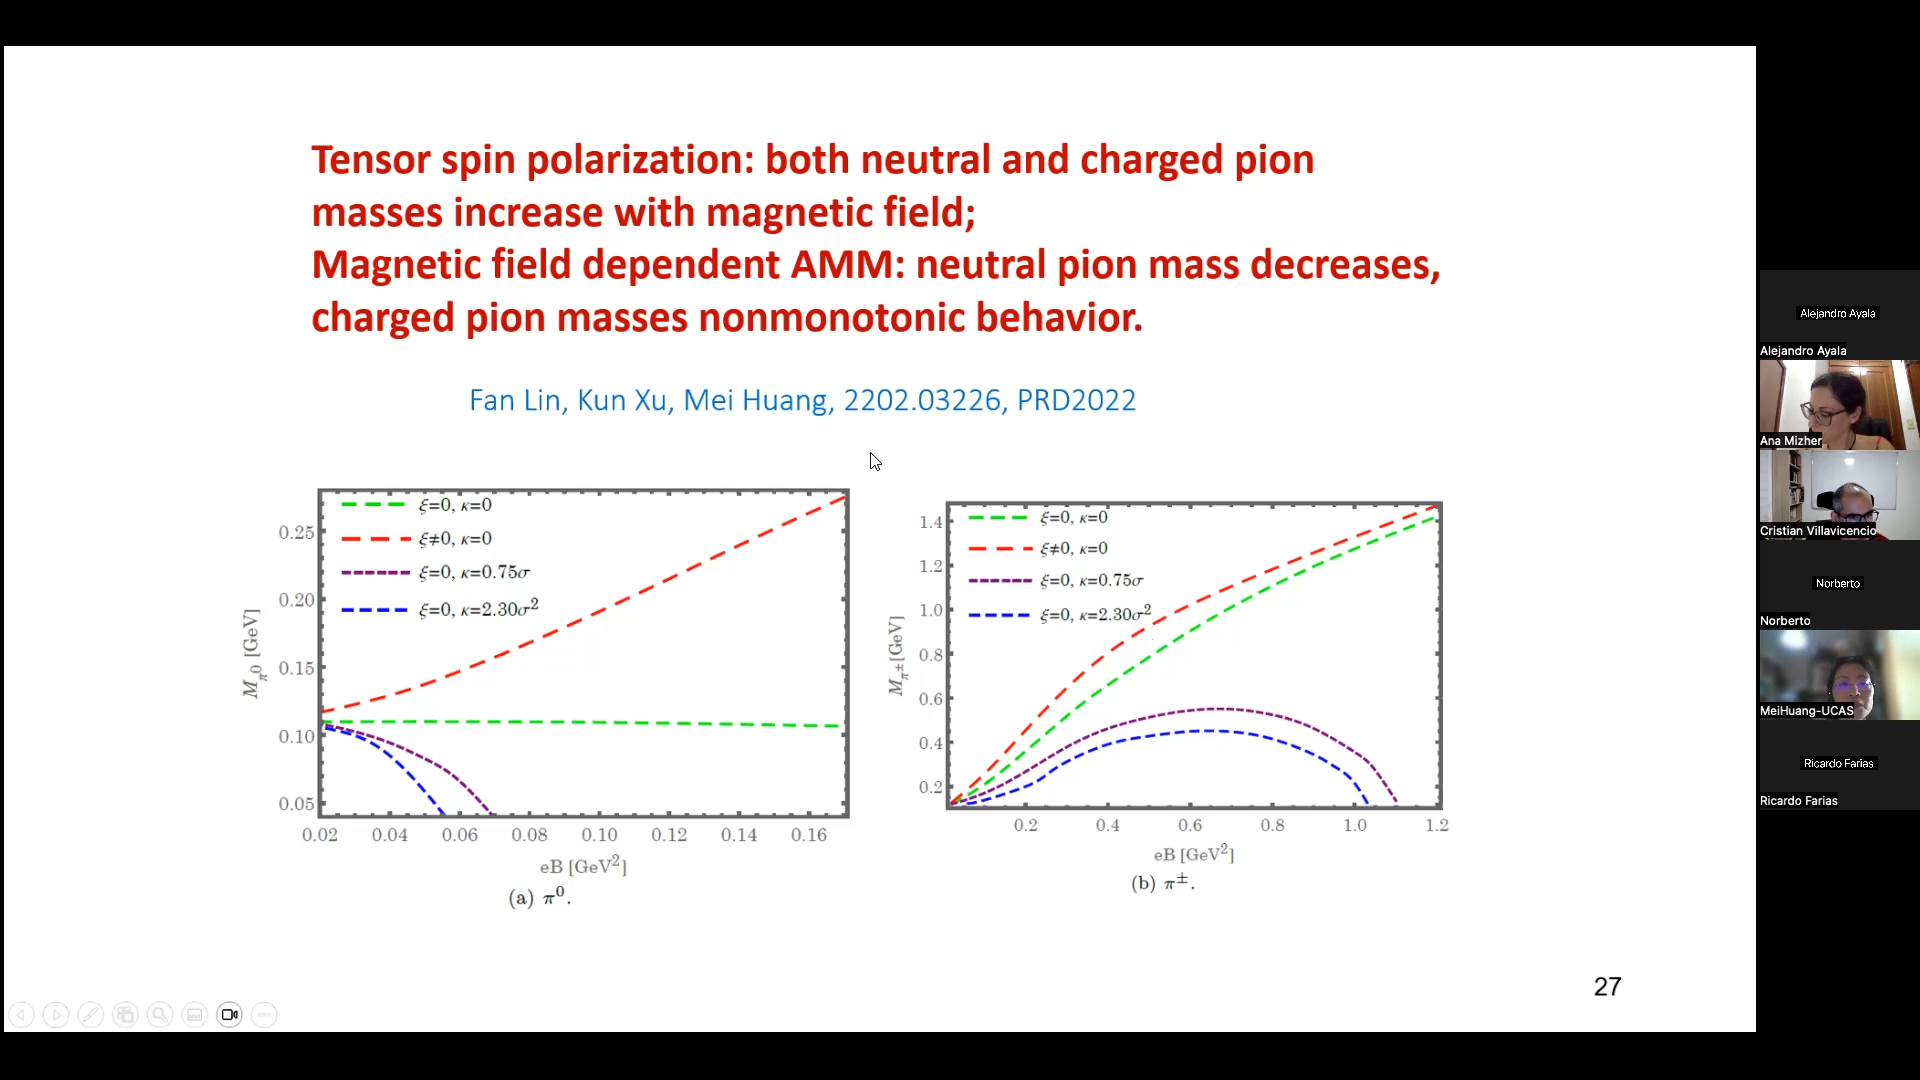 Tensor spin polarization: both neutral and charged pion
masses increase with magnetic field;
Magnetic field dependent AMM: neutral pion mass decreases,
charged pion masses nonmonotonic behavior.
Fan Lin, Kun Xu, Mei Huang, 2202.03226, PRD2022
ξ=0, κ=0
ξ≠0, κ=0
ξ=0, κ=0.75σ
ξ=0, κ=2.30σ²
0.25
0.20
0.15
0.10
0.05
M_π⁰ [GeV]
0.02 0.04 0.06 0.08 0.10 0.12 0.14 0.16
eB [GeV²]
(a) π⁰.
ξ=0, κ=0
ξ≠0, κ=0
ξ=0, κ=0.75σ
ξ=0, κ=2.30σ²
1.4
1.2
1.0
0.8
0.6
0.4
0.2
M_π± [GeV]
0.2 0.4 0.6 0.8 1.0 1.2
eB [GeV²]
(b) π±.
27
Alejandro Ayala
Alejandro Ayala
Ana Mizher
Cristian Villavicencio
Norberto
Norberto
MeiHuang-UCAS
Ricardo Farias
Ricardo Farias